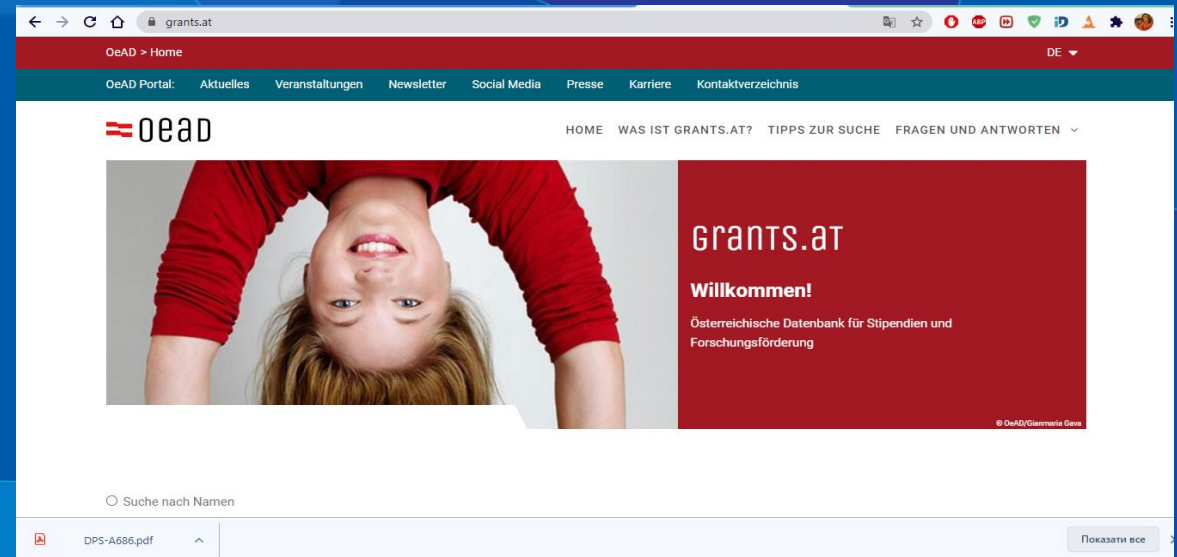 grants.at
OeAD > Home
DE
OeAD Portal: Aktuelles Veranstaltungen Newsletter Social Media Presse Karriere Kontaktverzeichnis
oead
HOME WAS IST GRANTS.AT? TIPPS ZUR SUCHE FRAGEN UND ANTWORTEN
Grants.at
Willkommen!
Österreichische Datenbank für Stipendien und
Forschungsförderung
© OeAD/Gianmaria Gava
Suche nach Namen
DPS-A686.pdf
Показати все